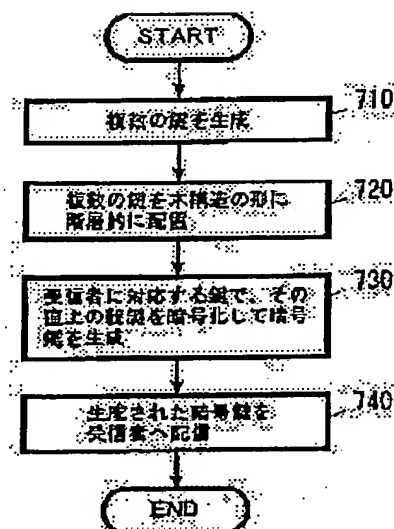 START
複数の鍵を生成
710
複数の鍵を木構造の形に
階層的に配置
720
受信者に対応する鍵で、その
直上の親鍵を暗号化して暗号
鍵を生成
730
生成された暗号鍵を
受信者へ配信
740
END